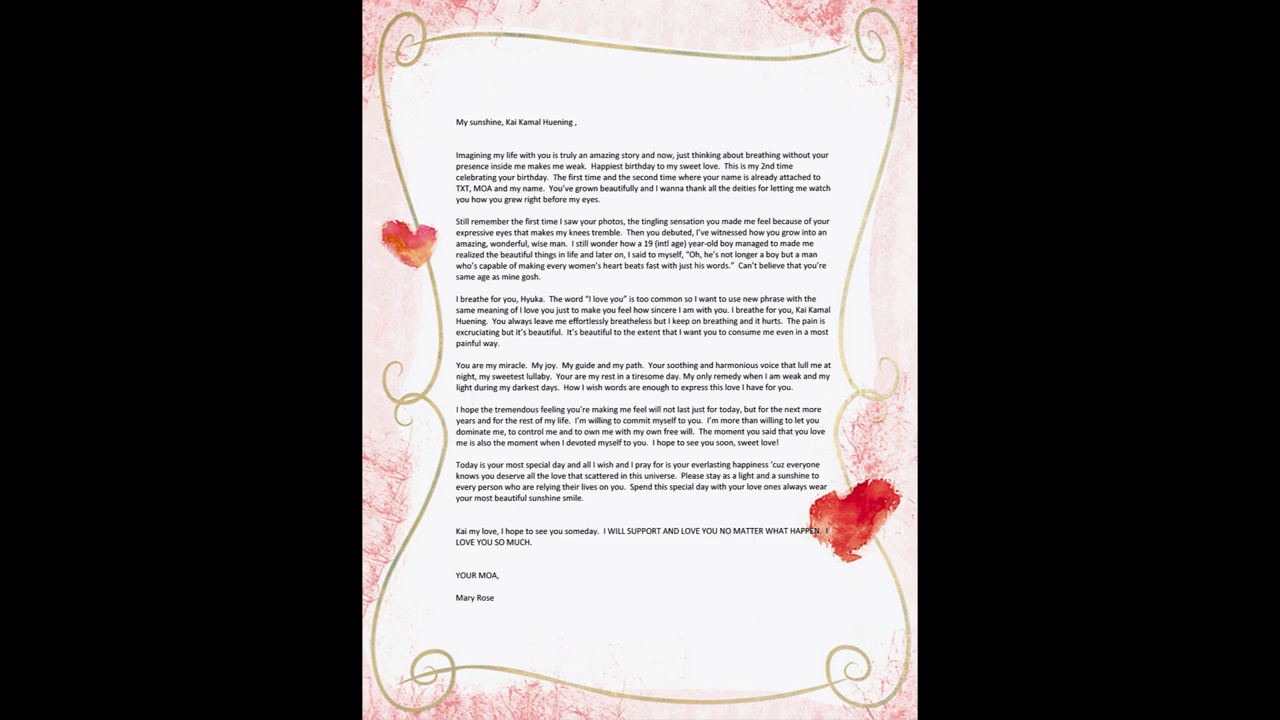 My sunshine, Kai Kamal Huening ,
Imagining my life with you is truly an amazing story and now, just thinking about breathing without your
presence inside me makes me weak.  Happiest birthday to my sweet love.  This is my 2nd time
celebrating your birthday.  The first time and the second time where your name is already attached to
TXT, MOA and my name.  You've grown beautifully and I wanna thank all the deities for letting me watch
you how you grew right before my eyes.
Still remember the first time I saw your photos, the tingling sensation you made me feel because of your
expressive eyes that makes my knees tremble.  Then you debuted, I've witnessed how you grow into an
amazing, wonderful, wise man.  I still wonder how a 19 (intl age) year-old boy managed to made me
realized the beautiful things in life and later on, I said to myself, "Oh, he's not longer a boy but a man
who's capable of making every women's heart beats fast with just his words."  Can't believe that you're
same age as mine gosh.
I breathe for you, Hyuka.  The word "I love you" is too common so I want to use new phrase with the
same meaning of I love you just to make you feel how sincere I am with you. I breathe for you, Kai Kamal
Huening.  You always leave me effortlessly breatheless but I keep on breathing and it hurts.  The pain is
excruciating but it's beautiful.  It's beautiful to the extent that I want you to consume me even in a most
painful way.
You are my miracle.  My joy.  My guide and my path.  Your soothing and harmonious voice that lull me at
night, my sweetest lullaby.  Your are my rest in a tiresome day. My only remedy when I am weak and my
light during my darkest days.  How I wish words are enough to express this love I have for you.
I hope the tremendous feeling you're making me feel will not last just for today, but for the next more
years and for the rest of my life.  I'm willing to commit myself to you.  I'm more than willing to let you
dominate me, to control me and to own me with my own free will.  The moment you said that you love
me is also the moment when I devoted myself to you.  I hope to see you soon, sweet love!
Today is your most special day and all I wish and I pray for is your everlasting happiness 'cuz everyone
knows you deserve all the love that scattered in this universe.  Please stay as a light and a sunshine to
every person who are relying their lives on you.  Spend this special day with your love ones always wear
your most beautiful sunshine smile.
Kai my love, I hope to see you someday.  I WILL SUPPORT AND LOVE YOU NO MATTER WHAT HAPPEN.  I
LOVE YOU SO MUCH.
YOUR MOA,
Mary Rose